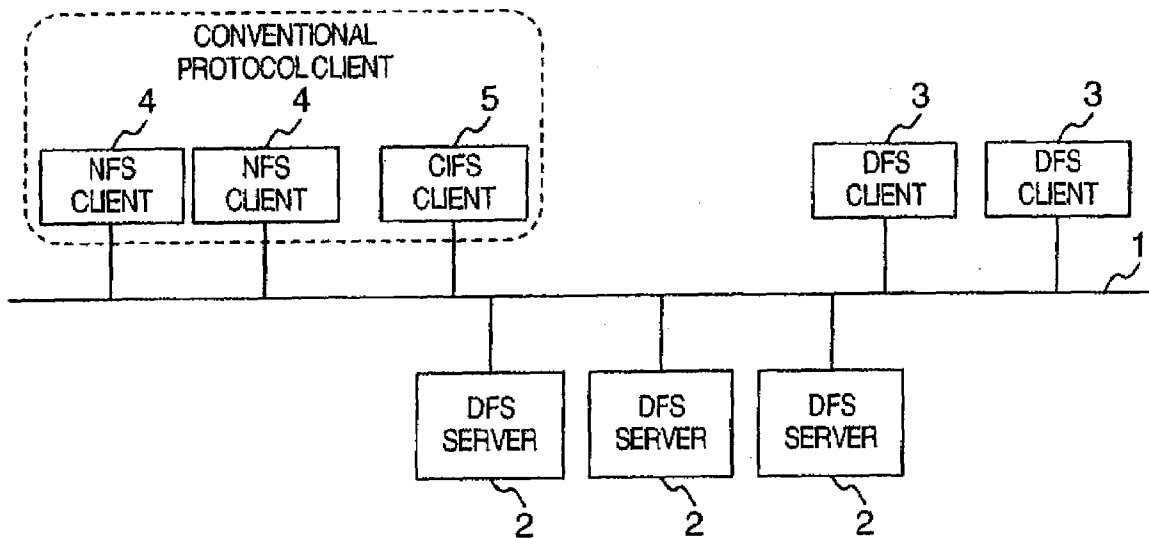 CONVENTIONAL
PROTOCOL CLIENT
4
4
5
3
3
NFS
CLIENT
NFS
CLIENT
CIFS
CLIENT
DFS
CLIENT
DFS
CLIENT
1
DFS
SERVER
DFS
SERVER
DFS
SERVER
2
2
2